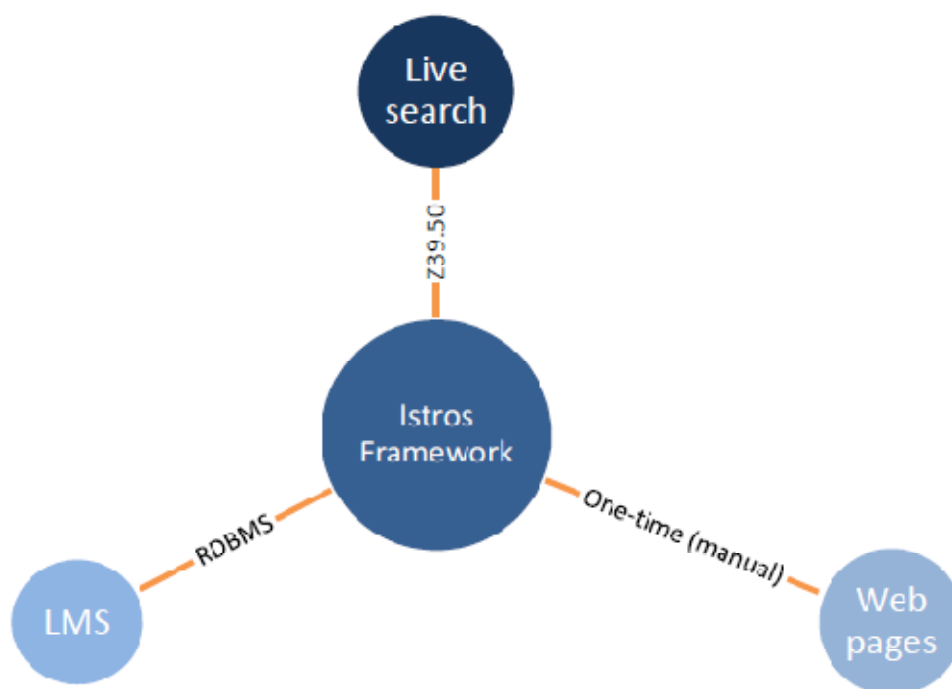 Live
search
Z39.50
Istros
Framework
RDBMS
One-time (manual)
LMS
Web
pages